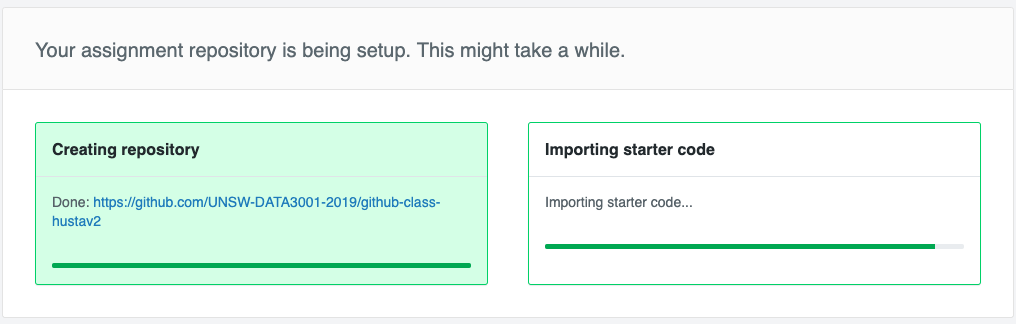 Your assignment repository is being setup. This might take a while.
Creating repository
Done: https://github.com/UNSW-DATA3001-2019/github-class-
hustav2
Importing starter code
Importing starter code...